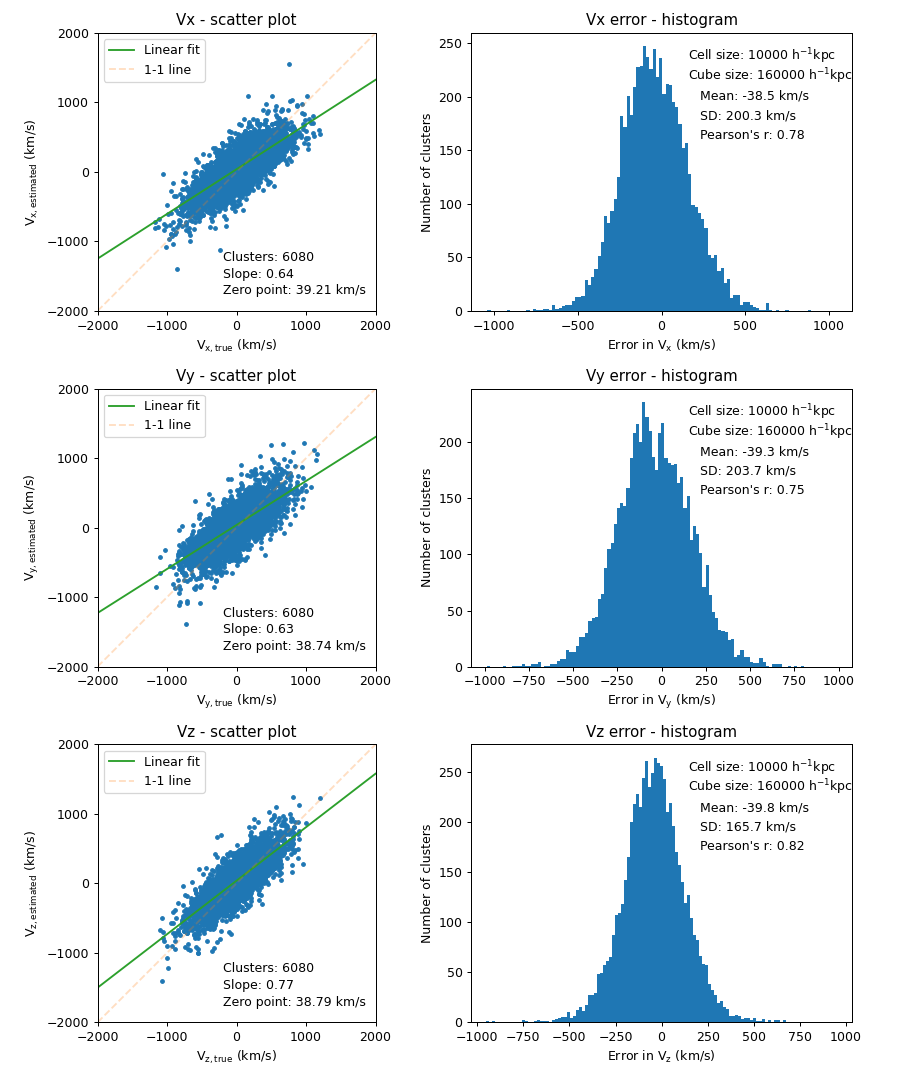 Vx - scatter plot
2000
1000
0
−1000
−2000
−2000 −1000 0 1000 2000
V_x, estimated (km/s)
V_x, true (km/s)
Linear fit
1-1 line
Clusters: 6080
Slope: 0.64
Zero point: 39.21 km/s
Vx error - histogram
250
200
150
100
50
0
−1000 −500 0 500 1000
Number of clusters
Error in V_x (km/s)
Cell size: 10000 h⁻¹kpc
Cube size: 160000 h⁻¹kpc
Mean: -38.5 km/s
SD: 200.3 km/s
Pearson's r: 0.78
Vy - scatter plot
2000
1000
0
−1000
−2000
−2000 −1000 0 1000 2000
V_y, estimated (km/s)
V_y, true (km/s)
Linear fit
1-1 line
Clusters: 6080
Slope: 0.63
Zero point: 38.74 km/s
Vy error - histogram
200
150
100
50
0
−1000 −750 −500 −250 0 250 500 750 1000
Number of clusters
Error in V_y (km/s)
Cell size: 10000 h⁻¹kpc
Cube size: 160000 h⁻¹kpc
Mean: -39.3 km/s
SD: 203.7 km/s
Pearson's r: 0.75
Vz - scatter plot
2000
1000
0
−1000
−2000
−2000 −1000 0 1000 2000
V_z, estimated (km/s)
V_z, true (km/s)
Linear fit
1-1 line
Clusters: 6080
Slope: 0.77
Zero point: 38.79 km/s
Vz error - histogram
250
200
150
100
50
0
−1000 −750 −500 −250 0 250 500 750 1000
Number of clusters
Error in V_z (km/s)
Cell size: 10000 h⁻¹kpc
Cube size: 160000 h⁻¹kpc
Mean: -39.8 km/s
SD: 165.7 km/s
Pearson's r: 0.82